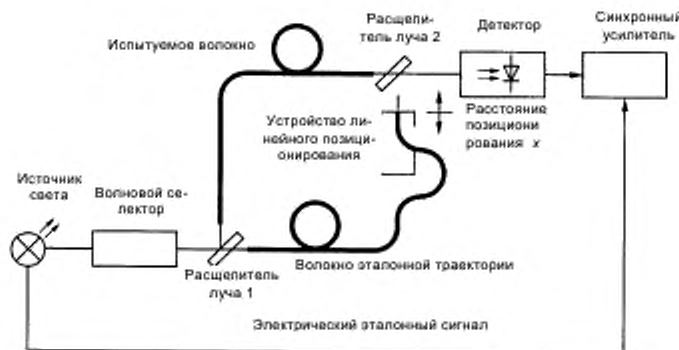 Испытуемое волокно
Расщепи-
тель луча 2
Детектор
Синхронный
усилитель
Устройство ли-
нейного позици-
онирования
Расстояние
позициони
рования x
Источник
света
Волновой се-
лектор
Расщепитель
луча 1
Волокно эталонной траектории
Электрический эталонный сигнал